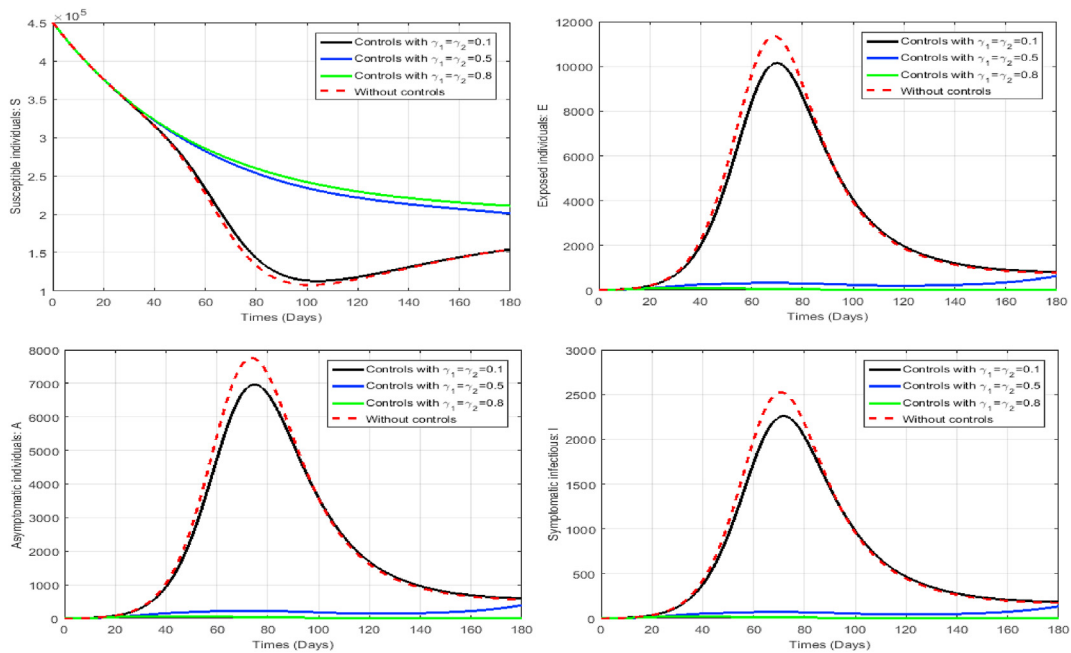 × 10⁵
4.5
4
3.5
3
2.5
2
1.5
1
0 20 40 60 80 100 120 140 160 180
Times (Days)
Susceptible individuals: S
Controls with γ₁=γ₂=0.1
Controls with γ₁=γ₂=0.5
Controls with γ₁=γ₂=0.8
Without controls
12000
10000
8000
6000
4000
2000
0
0 20 40 60 80 100 120 140 160 180
Times (Days)
Exposed individuals: E
Controls with γ₁=γ₂=0.1
Controls with γ₁=γ₂=0.5
Controls with γ₁=γ₂=0.8
Without controls
8000
7000
6000
5000
4000
3000
2000
1000
0
0 20 40 60 80 100 120 140 160 180
Times (Days)
Asymptomatic individuals: A
Controls with γ₁=γ₂=0.1
Controls with γ₁=γ₂=0.5
Controls with γ₁=γ₂=0.8
Without controls
3000
2500
2000
1500
1000
500
0
0 20 40 60 80 100 120 140 160 180
Times (Days)
Symptomatic infectious: I
Controls with γ₁=γ₂=0.1
Controls with γ₁=γ₂=0.5
Controls with γ₁=γ₂=0.8
Without controls